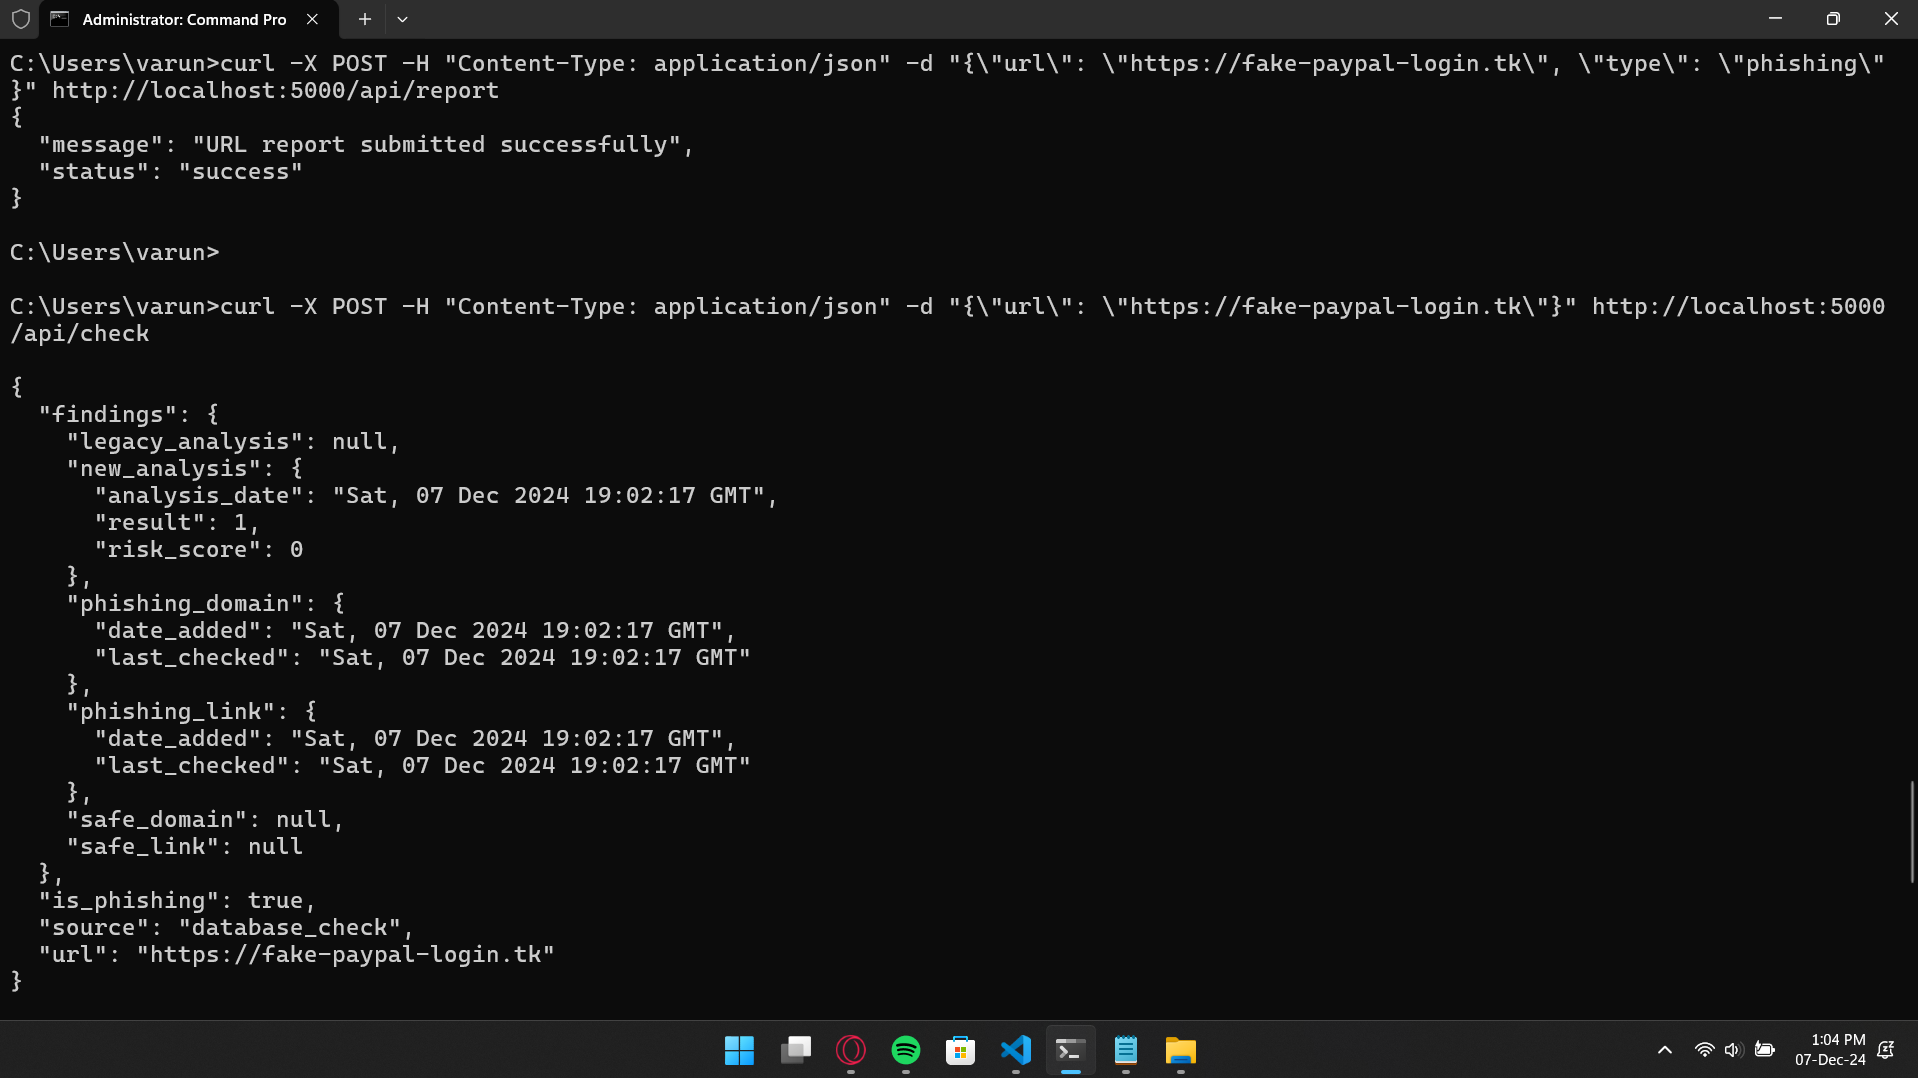 Administrator: Command Pro
C:\Users\varun>curl -X POST -H "Content-Type: application/json" -d "{\"url\": \"https://fake-paypal-login.tk\", \"type\": \"phishing\"
}" http://localhost:5000/api/report
{
  "message": "URL report submitted successfully",
  "status": "success"
}
C:\Users\varun>
C:\Users\varun>curl -X POST -H "Content-Type: application/json" -d "{\"url\": \"https://fake-paypal-login.tk\"}" http://localhost:5000
/api/check
{
  "findings": {
    "legacy_analysis": null,
    "new_analysis": {
      "analysis_date": "Sat, 07 Dec 2024 19:02:17 GMT",
      "result": 1,
      "risk_score": 0
    },
    "phishing_domain": {
      "date_added": "Sat, 07 Dec 2024 19:02:17 GMT",
      "last_checked": "Sat, 07 Dec 2024 19:02:17 GMT"
    },
    "phishing_link": {
      "date_added": "Sat, 07 Dec 2024 19:02:17 GMT",
      "last_checked": "Sat, 07 Dec 2024 19:02:17 GMT"
    },
    "safe_domain": null,
    "safe_link": null
  },
  "is_phishing": true,
  "source": "database_check",
  "url": "https://fake-paypal-login.tk"
}
1:04 PM
07-Dec-24